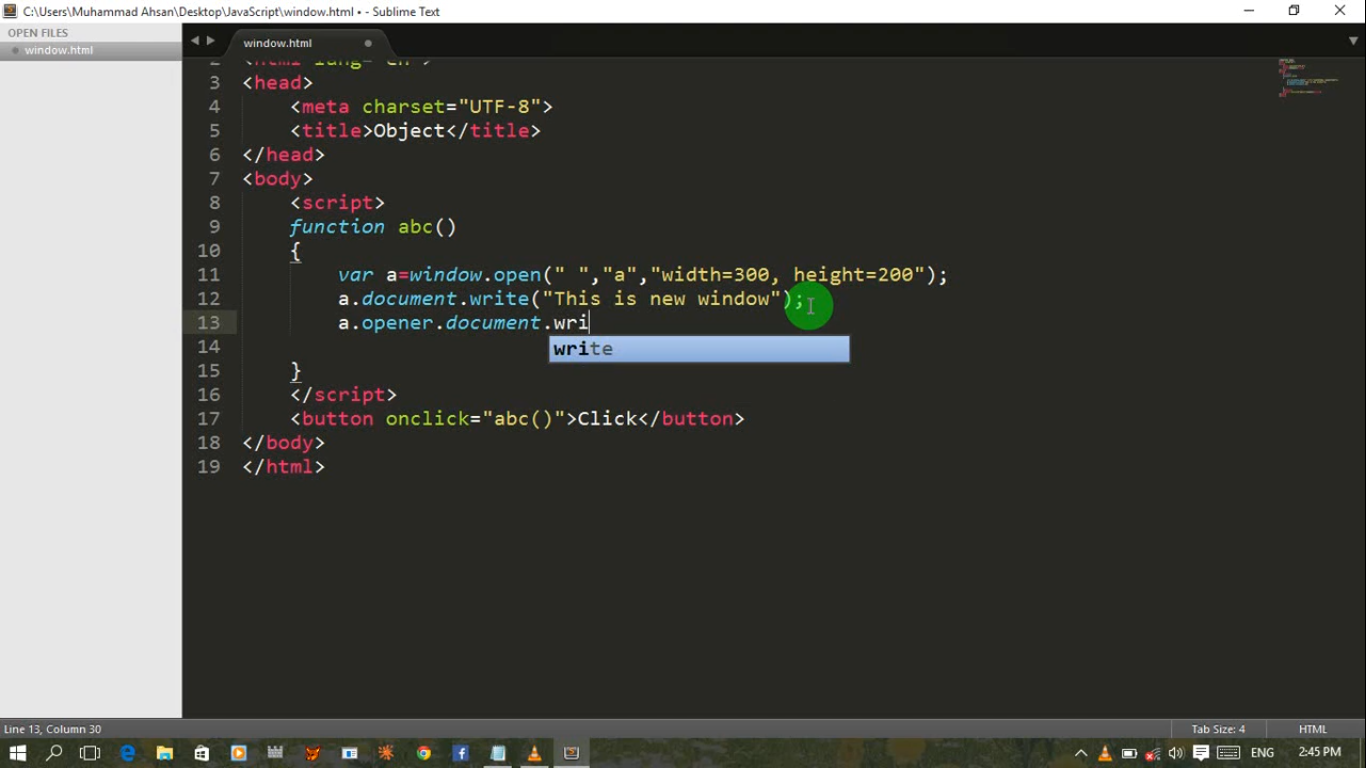 C:\Users\Muhammad Ahsan\Desktop\JavaScript\window.html • - Sublime Text
OPEN FILES
window.html
window.html
2
3 <head>
4 <meta charset="UTF-8">
5 <title>Object</title>
6 </head>
7 <body>
8 <script>
9 function abc()
10 {
11 var a=window.open(" ","a","width=300, height=200");
12 a.document.write("This is new window");
13 a.opener.document.wri
write
14
15 }
16 </script>
17 <button onclick="abc()">Click</button>
18 </body>
19 </html>
Line 13, Column 30
Tab Size: 4
HTML
ENG
2:45 PM